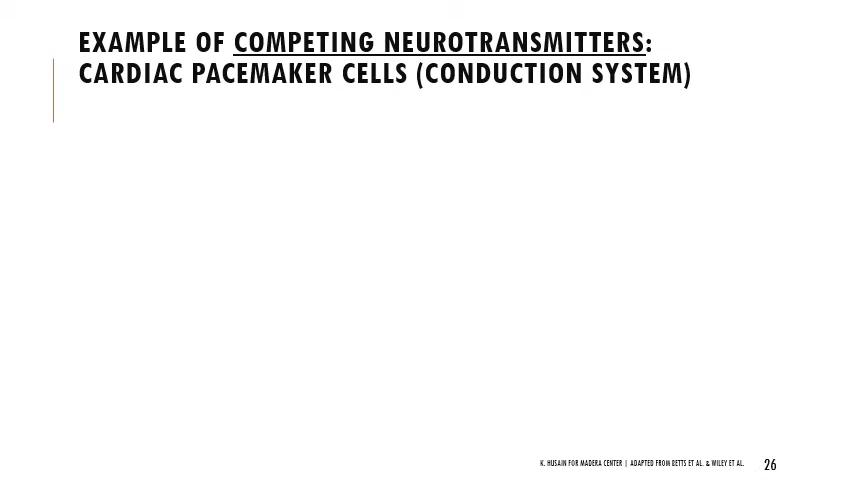 EXAMPLE OF COMPETING NEUROTRANSMITTERS:
CARDIAC PACEMAKER CELLS (CONDUCTION SYSTEM)
K. HUSAIN FOR MADERA CENTER | ADAPTED FROM BETTS ET AL. & WILEY ET AL.
26